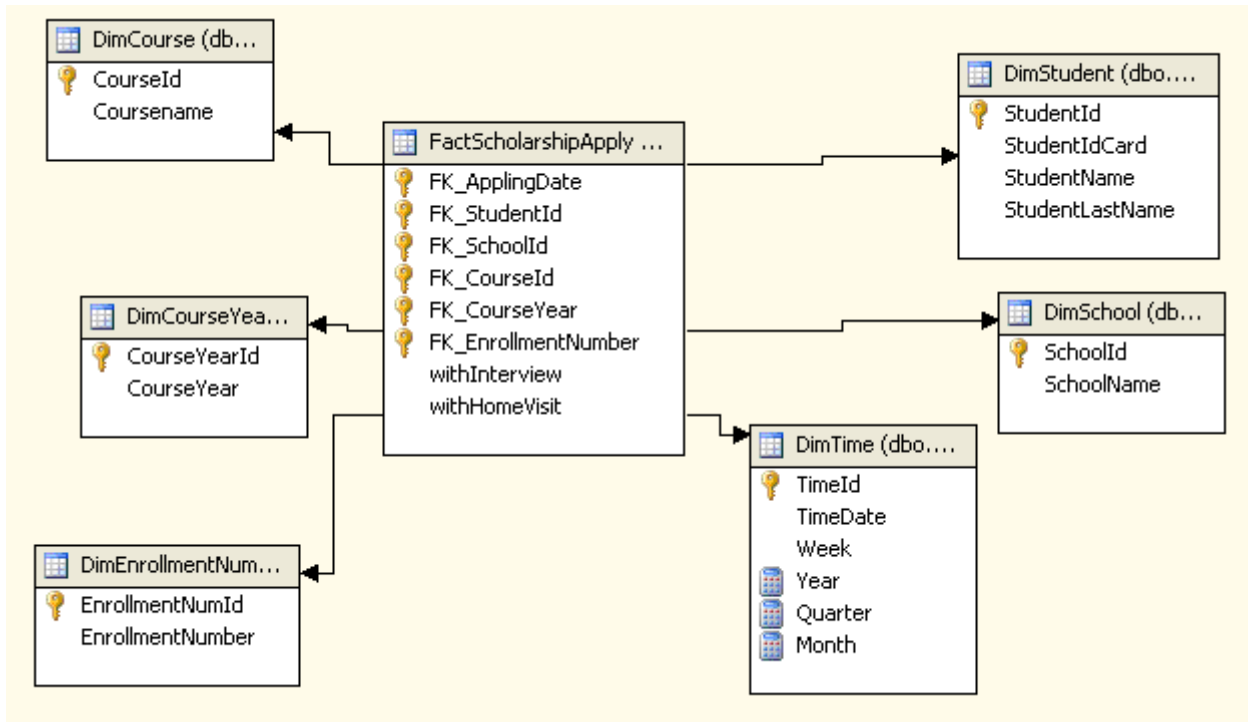 DimCourse (db...
CourseId
Coursename
DimStudent (dbo....
StudentId
StudentIdCard
StudentName
StudentLastName
FactScholarshipApply ...
FK_ApplingDate
FK_StudentId
FK_SchoolId
FK_CourseId
FK_CourseYear
FK_EnrollmentNumber
withInterview
withHomeVisit
DimCourseYea...
CourseYearId
CourseYear
DimSchool (db...
SchoolId
SchoolName
DimTime (dbo....
TimeId
TimeDate
Week
Year
Quarter
Month
DimEnrollmentNum...
EnrollmentNumId
EnrollmentNumber